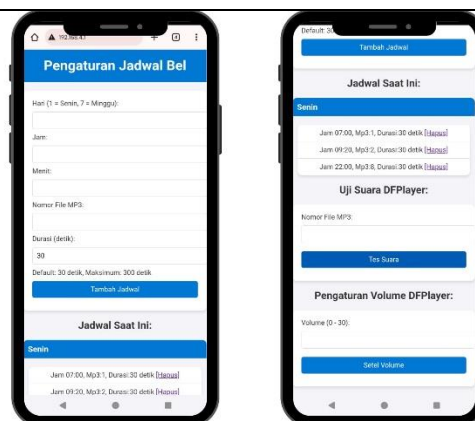 192.168.4.1
Pengaturan Jadwal Bel
Hari (1 = Senin, 7 = Minggu):
Jam:
Menit:
Nomor File MP3:
Durasi (detik):
30
Default: 30 detik, Maksimum: 300 detik
Tambah Jadwal
Jadwal Saat Ini:
Senin
Jam 07:00, Mp3:1, Durasi:30 detik [Hapus]
Jam 09:20, Mp3:2, Durasi:30 detik [Hapus]
Default: 30
Tambah Jadwal
Jadwal Saat Ini:
Senin
Jam 07:00, Mp3:1, Durasi:30 detik [Hapus]
Jam 09:20, Mp3:2, Durasi:30 detik [Hapus]
Jam 22:00, Mp3:8, Durasi:30 detik [Hapus]
Uji Suara DFPlayer:
Nomor File MP3:
Tes Suara
Pengaturan Volume DFPlayer:
Volume (0 - 30):
Setel Volume